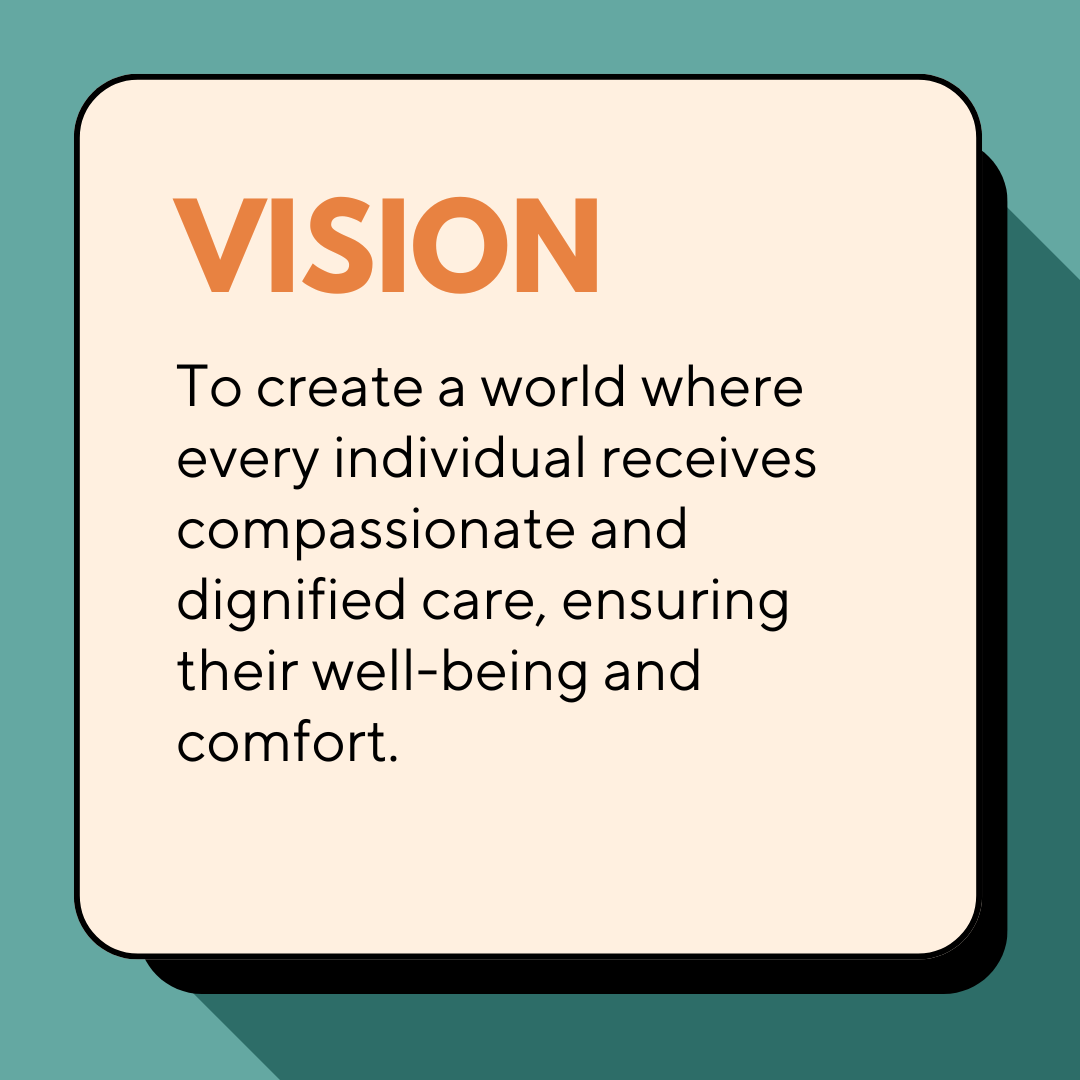 VISION
To create a world where
every individual receives
compassionate and
dignified care, ensuring
their well-being and
comfort.